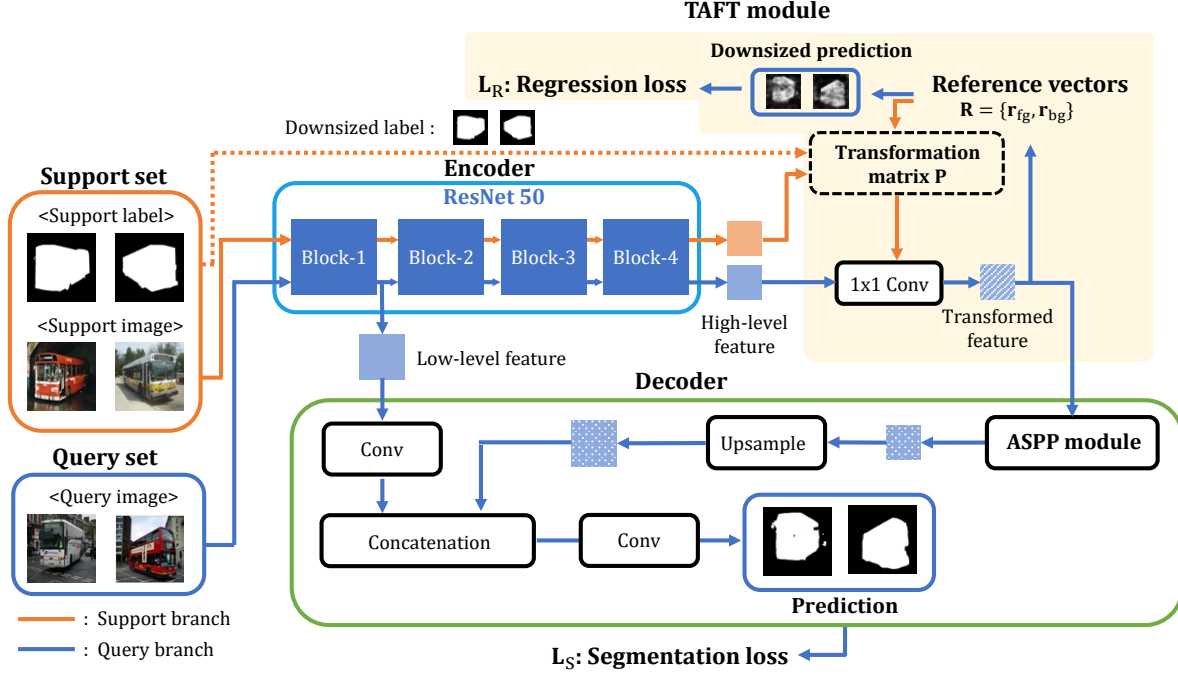 TAFT module
Downsized prediction
L_R: Regression loss
Reference vectors
R = {r_fg, r_bg}
Downsized label :
Transformation
matrix P
Encoder
ResNet 50
Support set
<Support label>
Block-1
Block-2
Block-3
Block-4
1x1 Conv
<Support image>
High-level
feature
Transformed
feature
Low-level feature
Decoder
Conv
Upsample
ASPP module
Query set
<Query image>
Concatenation
Conv
Prediction
: Support branch
: Query branch
L_S: Segmentation loss